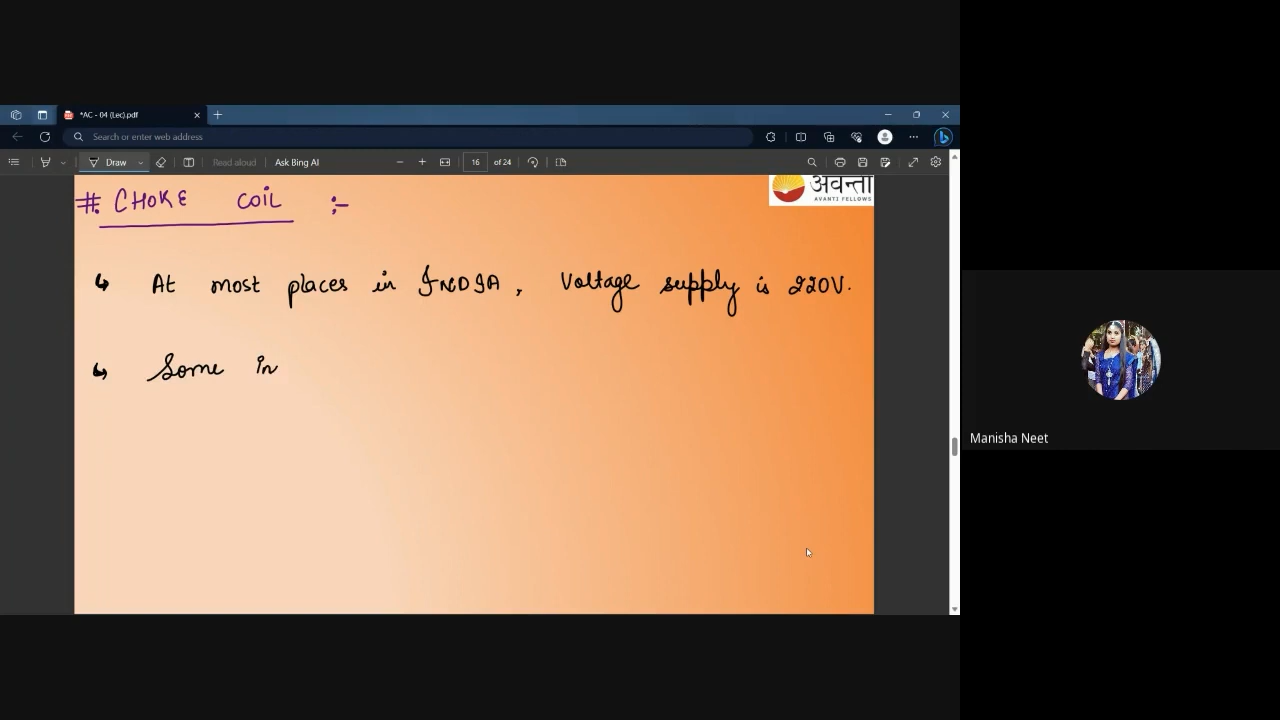 *AC - 04 (Lec).pdf
Search or enter web address
Draw
Read aloud
Ask Bing AI
16 of 24
अवन्ती
AVANTI FELLOWS
#. CHOKE COIL :-
↳ At most places in INDIA, Voltage supply is 220V.
↳ Some in
Manisha Neet